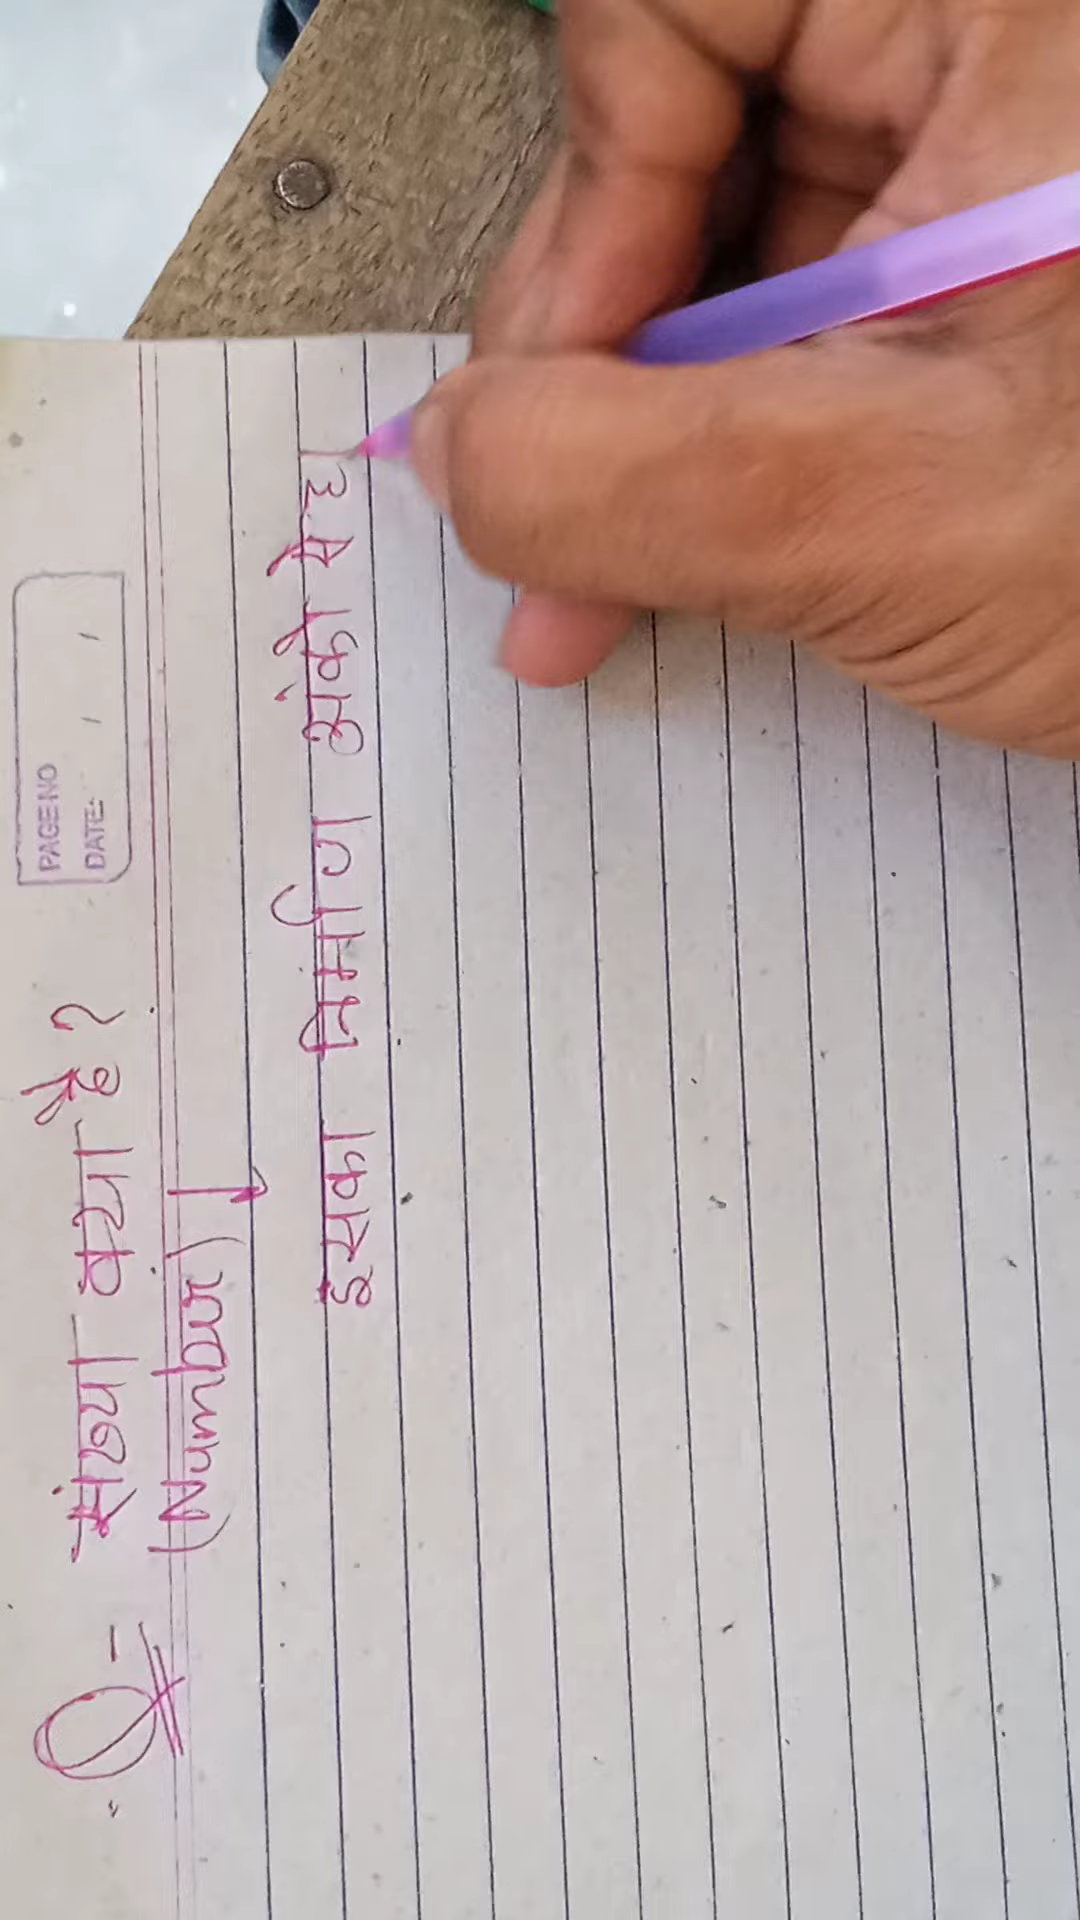 PAGE NO
DATE: / /
Q - संख्या क्या है ?
(Number)
इसका निर्माण अंको से